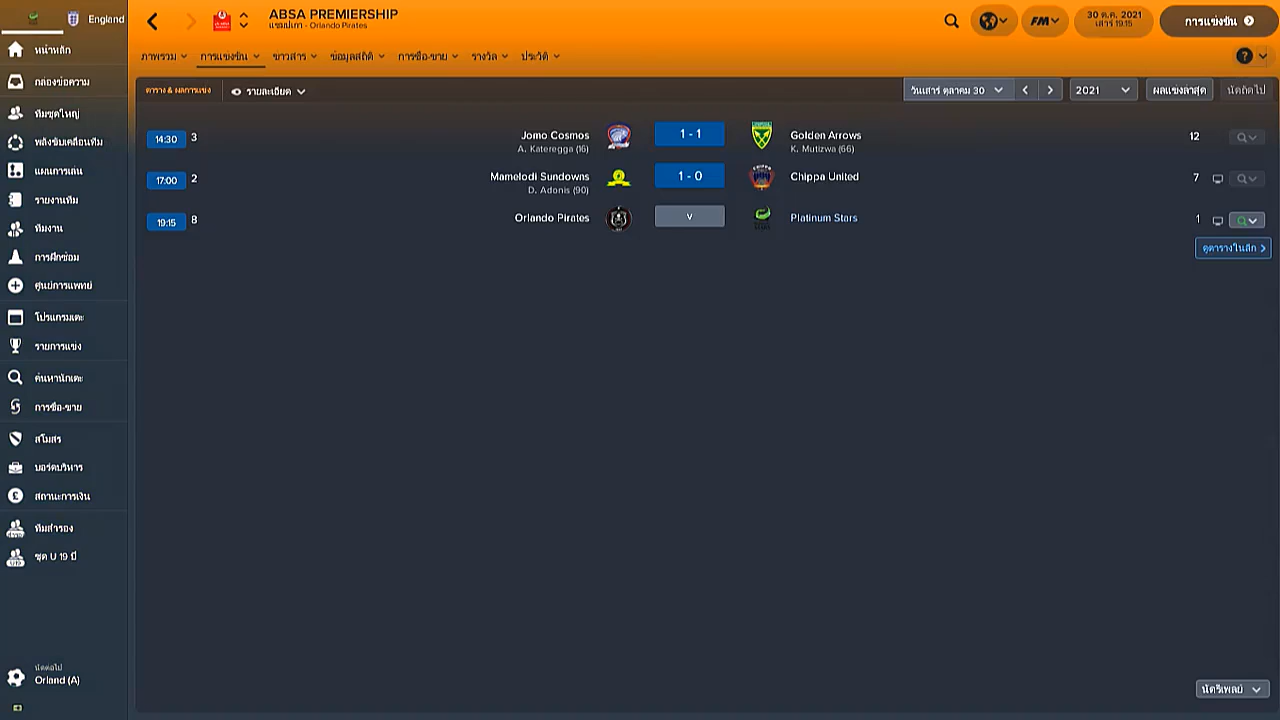 England
ABSA PREMIERSHIP
แชมป์เก่า - Orlando Pirates
30 ต.ค. 2021
เสาร์ 19:15
การแข่งขัน
ภาพรวม การแข่งขัน ข่าวสาร ข้อมูลสถิติ การซื้อ-ขาย รางวัล ประวัติ
ตาราง & ผลการแข่ง รายละเอียด วันเสาร์ ตุลาคม 30 2021 ผลแข่งล่าสุด นัดถัดไป
หน้าหลัก
กล่องข้อความ
ทีมชุดใหญ่
พลังขับเคลื่อนทีม
แผนการเล่น
รายงานทีม
ทีมงาน
การฝึกซ้อม
ศูนย์การแพทย์
โปรแกรมเตะ
รายการแข่ง
ค้นหานักเตะ
การซื้อ-ขาย
สโมสร
บอร์ดบริหาร
สถานะการเงิน
ทีมสำรอง
ชุด U 19 ปี
นัดต่อไป
Orland (A)
14:30 3 Jomo Cosmos 1 - 1 Golden Arrows 12
A. Kateregga (16) K. Mutizwa (66)
17:00 2 Mamelodi Sundowns 1 - 0 Chippa United 7
D. Adonis (90)
19:15 8 Orlando Pirates v Platinum Stars 1
ดูตารางในลีก
นัดรีเพลย์